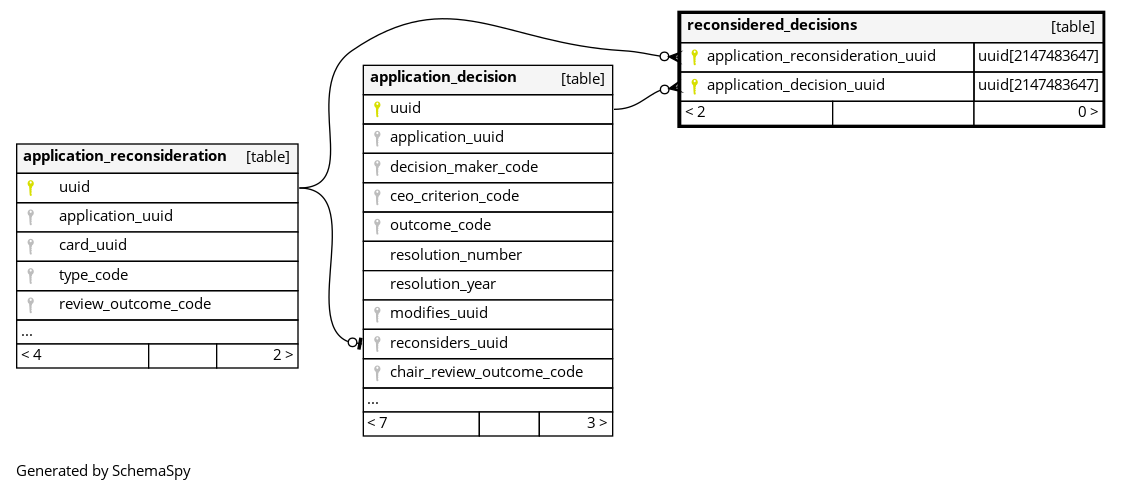 reconsidered_decisions [table]
application_reconsideration_uuid uuid[2147483647]
application_decision_uuid uuid[2147483647]
< 2 0 >
application_decision [table]
uuid
application_uuid
decision_maker_code
ceo_criterion_code
outcome_code
resolution_number
resolution_year
modifies_uuid
reconsiders_uuid
chair_review_outcome_code
...
< 7 3 >
application_reconsideration [table]
uuid
application_uuid
card_uuid
type_code
review_outcome_code
...
< 4 2 >
Generated by SchemaSpy